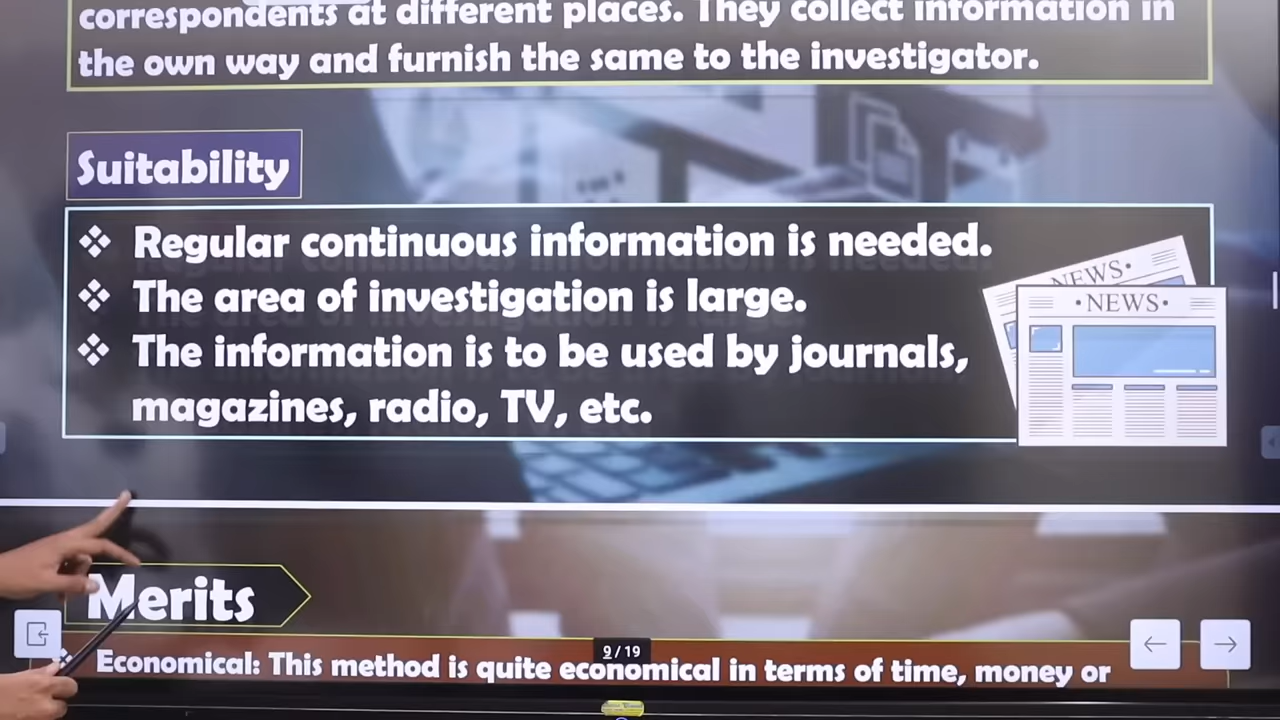 correspondents at different places. They collect information in
the own way and furnish the same to the investigator.
Suitability
❖ Regular continuous information is needed.
❖ The area of investigation is large.
❖ The information is to be used by journals,
magazines, radio, TV, etc.
NEWS•
•NEWS•
Merits
❖ Economical: This method is quite economical in terms of time, money or
9 / 19